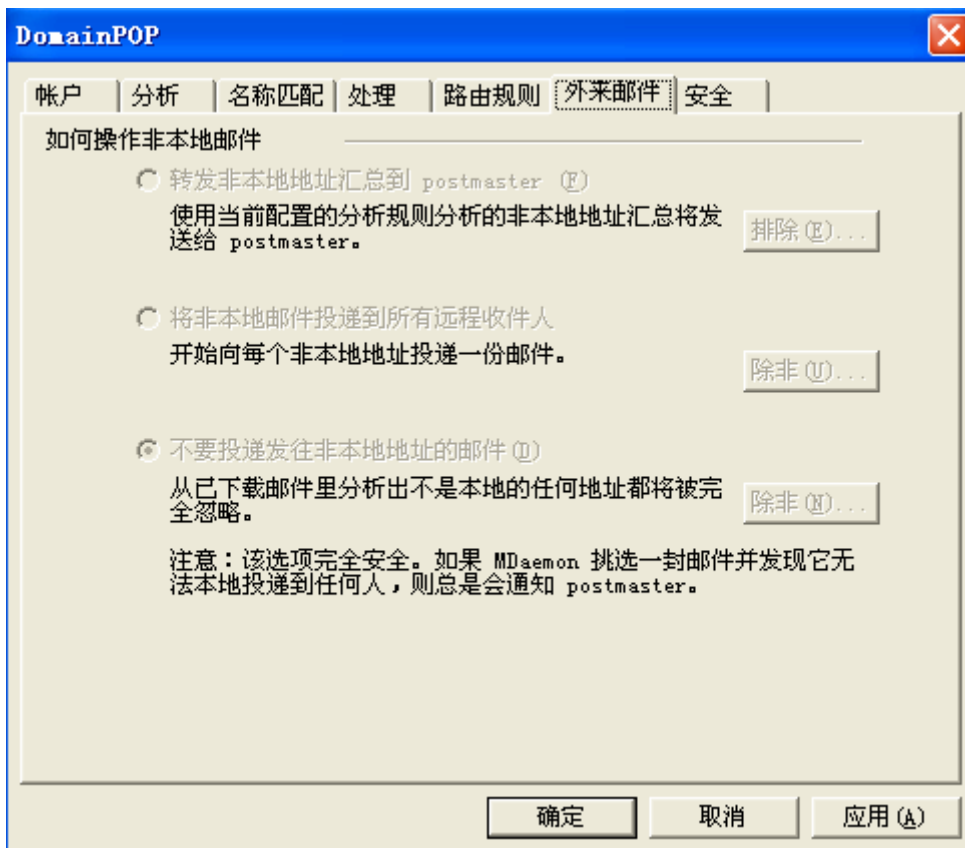 DomainPOP
帐户 分析 名称匹配 处理 路由规则 外来邮件 安全
如何操作非本地邮件
转发非本地地址汇总到 postmaster (F)
使用当前配置的分析规则分析的非本地地址汇总将发
送给 postmaster。
排除(E)...
将非本地邮件投递到所有远程收件人
开始向每个非本地地址投递一份邮件。
除非(U)...
不要投递发往非本地地址的邮件(D)
从已下载邮件里分析出不是本地的任何地址都将被完
全忽略。
除非(N)...
注意：该选项完全安全。如果 MDaemon 挑选一封邮件并发现它无
法本地投递到任何人，则总是会通知 postmaster。
确定 取消 应用(A)